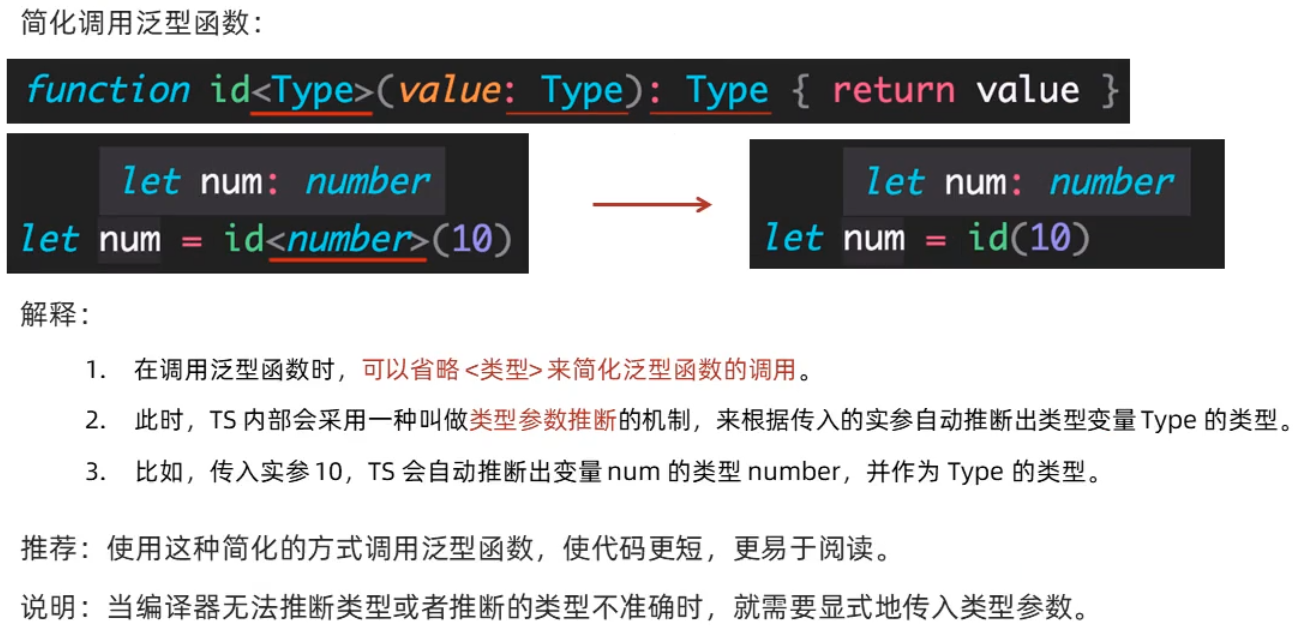 简化调用泛型函数：
function id<Type>(value: Type): Type { return value }
let num: number
let num = id<number>(10)
let num: number
let num = id(10)
解释：
1. 在调用泛型函数时，可以省略 <类型> 来简化泛型函数的调用。
2. 此时，TS 内部会采用一种叫做类型参数推断的机制，来根据传入的实参自动推断出类型变量 Type 的类型。
3. 比如，传入实参 10，TS 会自动推断出变量 num 的类型 number，并作为 Type 的类型。
推荐：使用这种简化的方式调用泛型函数，使代码更短，更易于阅读。
说明：当编译器无法推断类型或者推断的类型不准确时，就需要显式地传入类型参数。